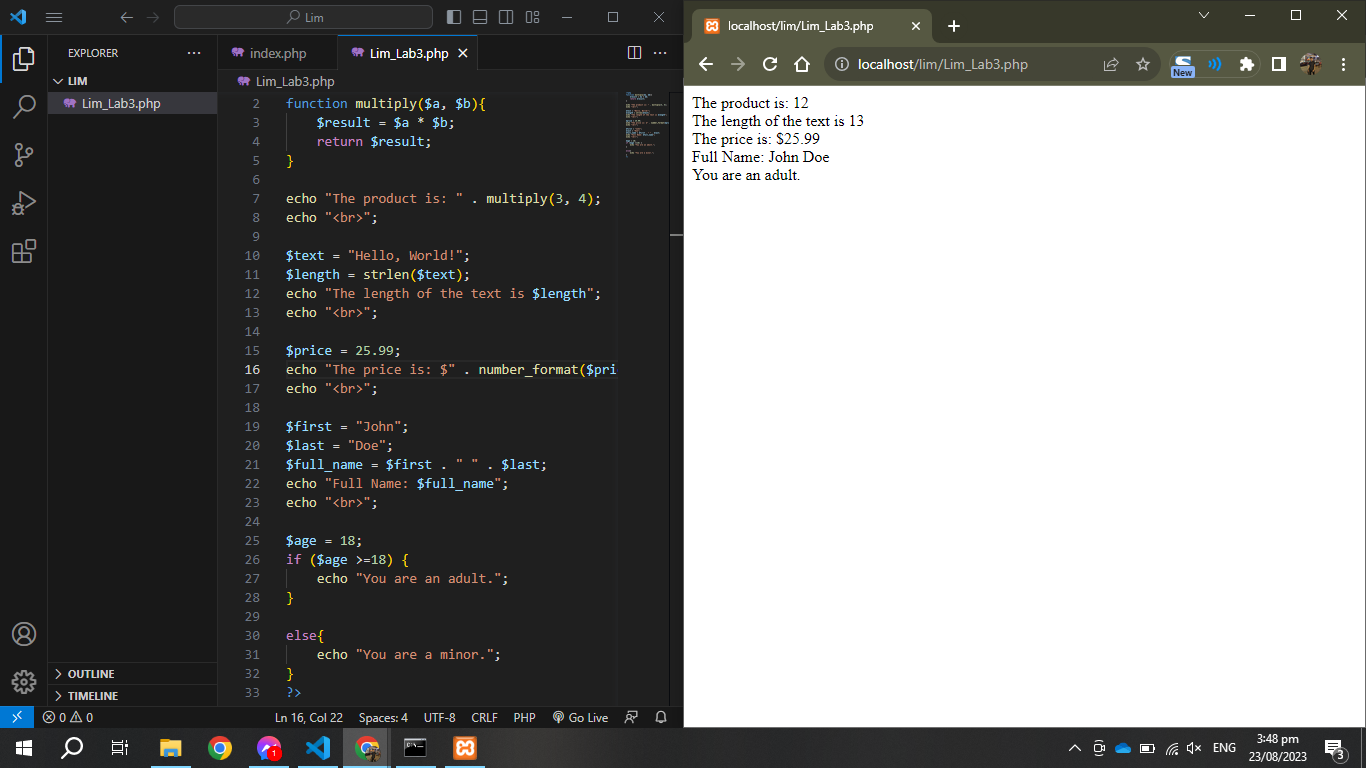 Lim
localhost/lim/Lim_Lab3.php
EXPLORER
index.php
Lim_Lab3.php
localhost/lim/Lim_Lab3.php
New
LIM
Lim_Lab3.php
Lim_Lab3.php
2 function multiply($a, $b){
3 $result = $a * $b;
4 return $result;
5 }
6
7 echo "The product is: " . multiply(3, 4);
8 echo "<br>";
9
10 $text = "Hello, World!";
11 $length = strlen($text);
12 echo "The length of the text is $length";
13 echo "<br>";
14
15 $price = 25.99;
16 echo "The price is: $" . number_format($pri
17 echo "<br>";
18
19 $first = "John";
20 $last = "Doe";
21 $full_name = $first . " " . $last;
22 echo "Full Name: $full_name";
23 echo "<br>";
24
25 $age = 18;
26 if ($age >=18) {
27 echo "You are an adult.";
28 }
29
30 else{
31 echo "You are a minor.";
32 }
33 ?>
The product is: 12
The length of the text is 13
The price is: $25.99
Full Name: John Doe
You are an adult.
OUTLINE
TIMELINE
0 0
Ln 16, Col 22
Spaces: 4
UTF-8
CRLF
PHP
Go Live
1
ENG
3:48 pm
23/08/2023
3